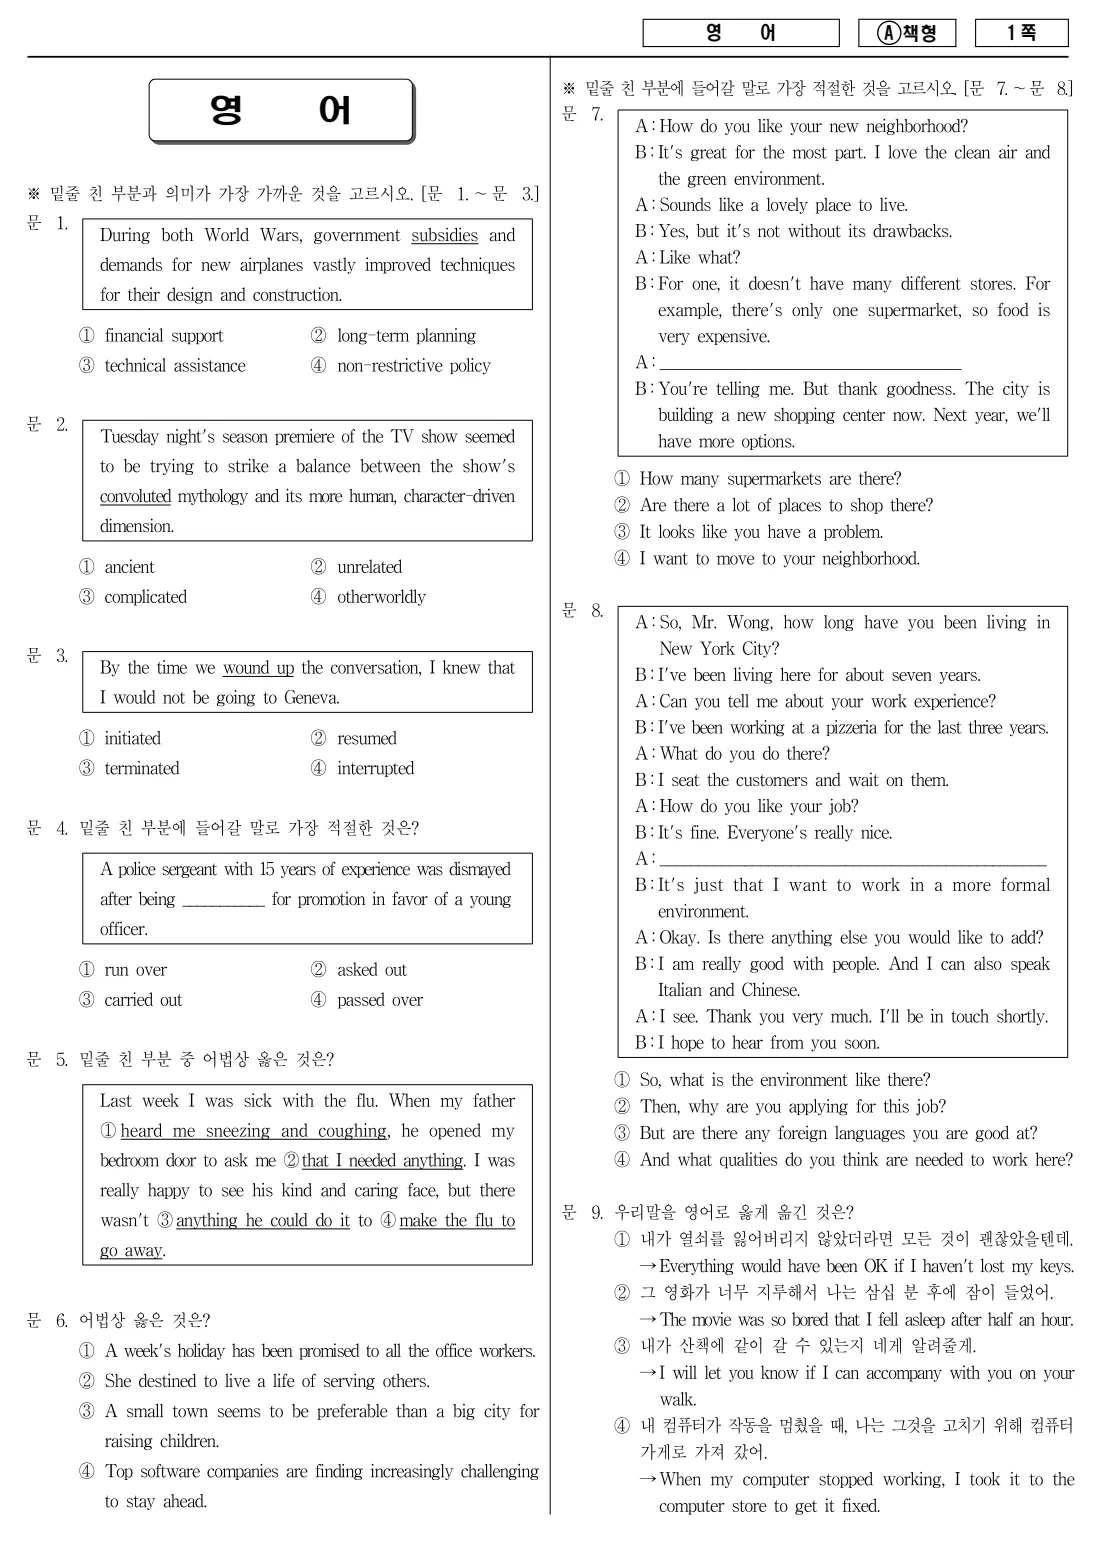 영 어
Ⓐ책형
1쪽
영 어
※ 밑줄 친 부분과 의미가 가장 가까운 것을 고르시오. [문 1. ~ 문 3.]
문 1.
During both World Wars, government subsidies and
demands for new airplanes vastly improved techniques
for their design and construction.
① financial support ② long-term planning
③ technical assistance ④ non-restrictive policy
문 2.
Tuesday night's season premiere of the TV show seemed
to be trying to strike a balance between the show's
convoluted mythology and its more human, character-driven
dimension.
① ancient ② unrelated
③ complicated ④ otherworldly
문 3.
By the time we wound up the conversation, I knew that
I would not be going to Geneva.
① initiated ② resumed
③ terminated ④ interrupted
문 4. 밑줄 친 부분에 들어갈 말로 가장 적절한 것은?
A police sergeant with 15 years of experience was dismayed
after being ___________ for promotion in favor of a young
officer.
① run over ② asked out
③ carried out ④ passed over
문 5. 밑줄 친 부분 중 어법상 옳은 것은?
Last week I was sick with the flu. When my father
①heard me sneezing and coughing, he opened my
bedroom door to ask me ②that I needed anything. I was
really happy to see his kind and caring face, but there
wasn't ③anything he could do it to ④make the flu to
go away.
문 6. 어법상 옳은 것은?
① A week's holiday has been promised to all the office workers.
② She destined to live a life of serving others.
③ A small town seems to be preferable than a big city for
raising children.
④ Top software companies are finding increasingly challenging
to stay ahead.
※ 밑줄 친 부분에 들어갈 말로 가장 적절한 것을 고르시오. [문 7. ~ 문 8.]
문 7.
A:How do you like your new neighborhood?
B:It's great for the most part. I love the clean air and
the green environment.
A:Sounds like a lovely place to live.
B:Yes, but it's not without its drawbacks.
A:Like what?
B:For one, it doesn't have many different stores. For
example, there's only one supermarket, so food is
very expensive.
A:________________________________________
B:You're telling me. But thank goodness. The city is
building a new shopping center now. Next year, we'll
have more options.
① How many supermarkets are there?
② Are there a lot of places to shop there?
③ It looks like you have a problem.
④ I want to move to your neighborhood.
문 8.
A:So, Mr. Wong, how long have you been living in
New York City?
B:I've been living here for about seven years.
A:Can you tell me about your work experience?
B:I've been working at a pizzeria for the last three years.
A:What do you do there?
B:I seat the customers and wait on them.
A:How do you like your job?
B:It's fine. Everyone's really nice.
A:___________________________________________________
B:It's just that I want to work in a more formal
environment.
A:Okay. Is there anything else you would like to add?
B:I am really good with people. And I can also speak
Italian and Chinese.
A:I see. Thank you very much. I'll be in touch shortly.
B:I hope to hear from you soon.
① So, what is the environment like there?
② Then, why are you applying for this job?
③ But are there any foreign languages you are good at?
④ And what qualities do you think are needed to work here?
문 9. 우리말을 영어로 옳게 옮긴 것은?
① 내가 열쇠를 잃어버리지 않았더라면 모든 것이 괜찮았을텐데.
→Everything would have been OK if I haven't lost my keys.
② 그 영화가 너무 지루해서 나는 삼십 분 후에 잠이 들었어.
→The movie was so bored that I fell asleep after half an hour.
③ 내가 산책에 같이 갈 수 있는지 네게 알려줄게.
→I will let you know if I can accompany with you on your
walk.
④ 내 컴퓨터가 작동을 멈췄을 때, 나는 그것을 고치기 위해 컴퓨터
가게로 가져 갔어.
→When my computer stopped working, I took it to the
computer store to get it fixed.